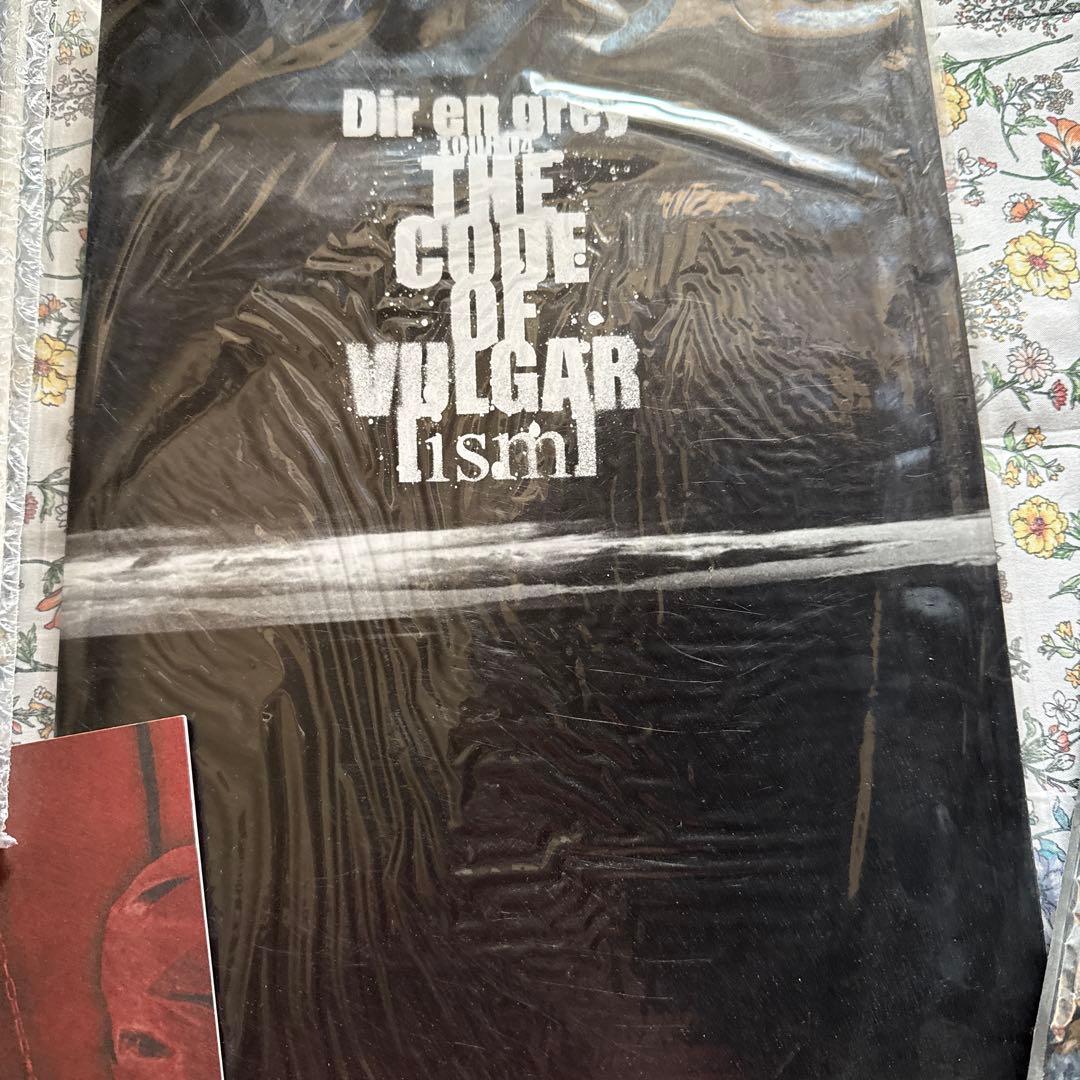 Dir en grey
TOUR04
THE
CODE
OF
VULGAR
[ism]